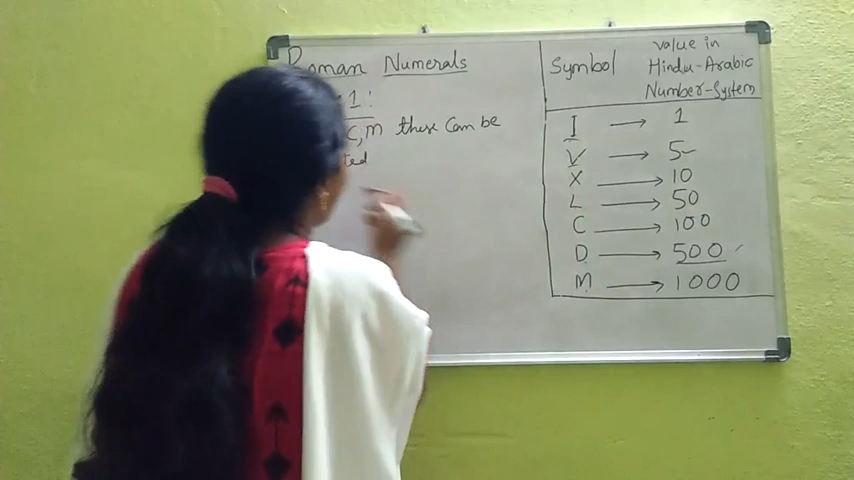 Roman Numerals
1:
C, M these can be
ted
Symbol
value in
Hindu-Arabic
Number-System
I → 1
V → 5
X → 10
L → 50
C → 100
D → 500
M → 1000